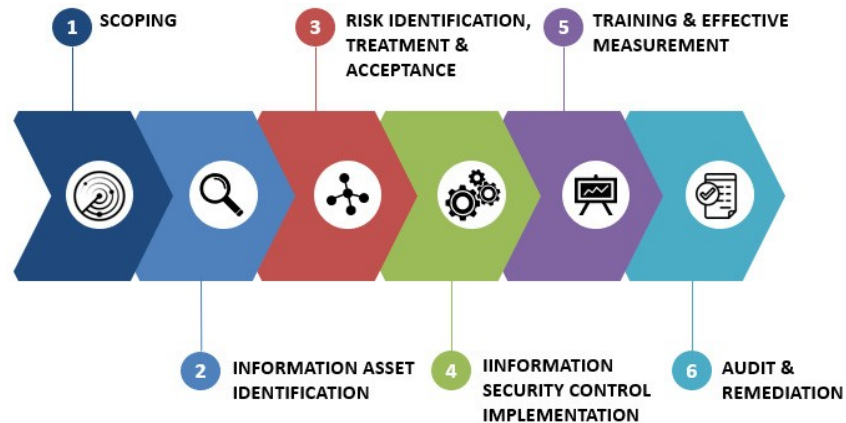 1
SCOPING
2
INFORMATION ASSET
IDENTIFICATION
3
RISK IDENTIFICATION,
TREATMENT &
ACCEPTANCE
4
IINFORMATION
SECURITY CONTROL
IMPLEMENTATION
5
TRAINING & EFFECTIVE
MEASUREMENT
6
AUDIT &
REMEDIATION